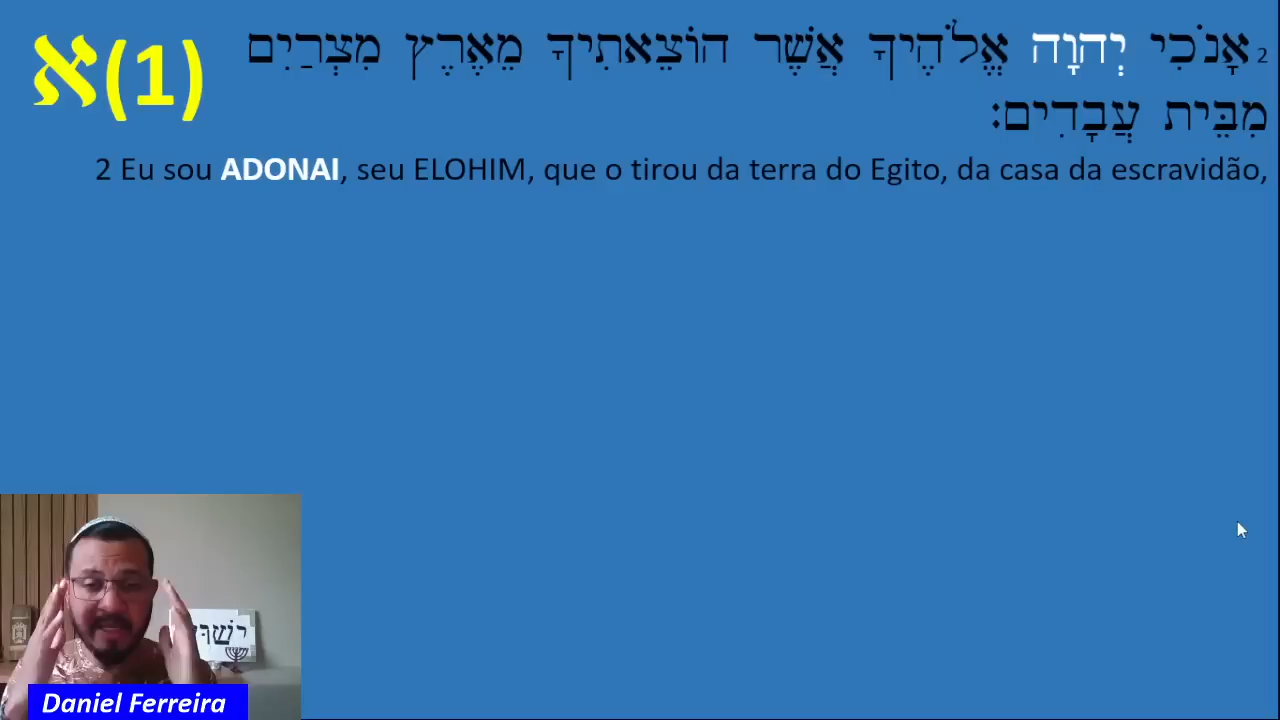 א(1)
2 אָנֹכִי יְהוָה אֱלֹהֶיךָ אֲשֶׁר הוֹצֵאתִיךָ מֵאֶרֶץ מִצְרַיִם
מִבֵּית עֲבָדִים׃
2 Eu sou ADONAI, seu ELOHIM, que o tirou da terra do Egito, da casa da escravidão,
Daniel Ferreira